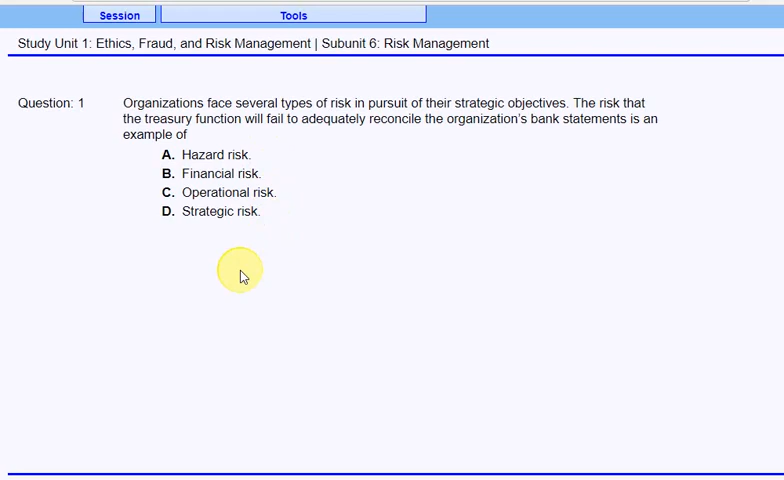 Session Tools
Study Unit 1: Ethics, Fraud, and Risk Management | Subunit 6: Risk Management
Question: 1 Organizations face several types of risk in pursuit of their strategic objectives. The risk that
the treasury function will fail to adequately reconcile the organization's bank statements is an
example of
A. Hazard risk.
B. Financial risk.
C. Operational risk.
D. Strategic risk.